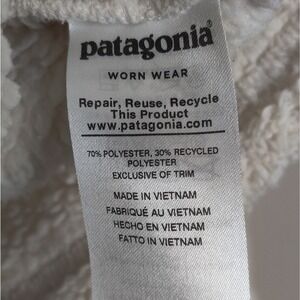 patagonia®
WORN WEAR
Repair, Reuse, Recycle
This Product
www.patagonia.com
70% POLYESTER, 30% RECYCLED
POLYESTER
EXCLUSIVE OF TRIM
MADE IN VIETNAM
FABRIQUÉ AU VIETNAM
HECHO EN VIETNAM
FATTO IN VIETNAM